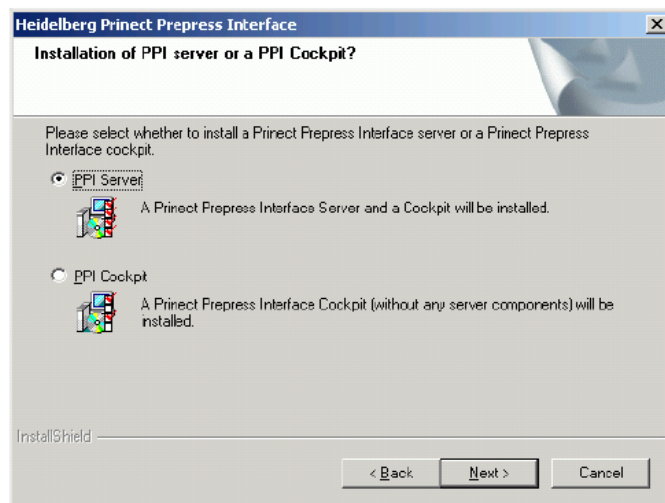 Heidelberg Prinect Prepress Interface
Installation of PPI server or a PPI Cockpit?
Please select whether to install a Prinect Prepress Interface server or a Prinect Prepress
Interface cockpit.
PPI Server
A Prinect Prepress Interface Server and a Cockpit will be installed.
PPI Cockpit
A Prinect Prepress Interface Cockpit (without any server components) will be
installed.
InstallShield
< Back
Next >
Cancel